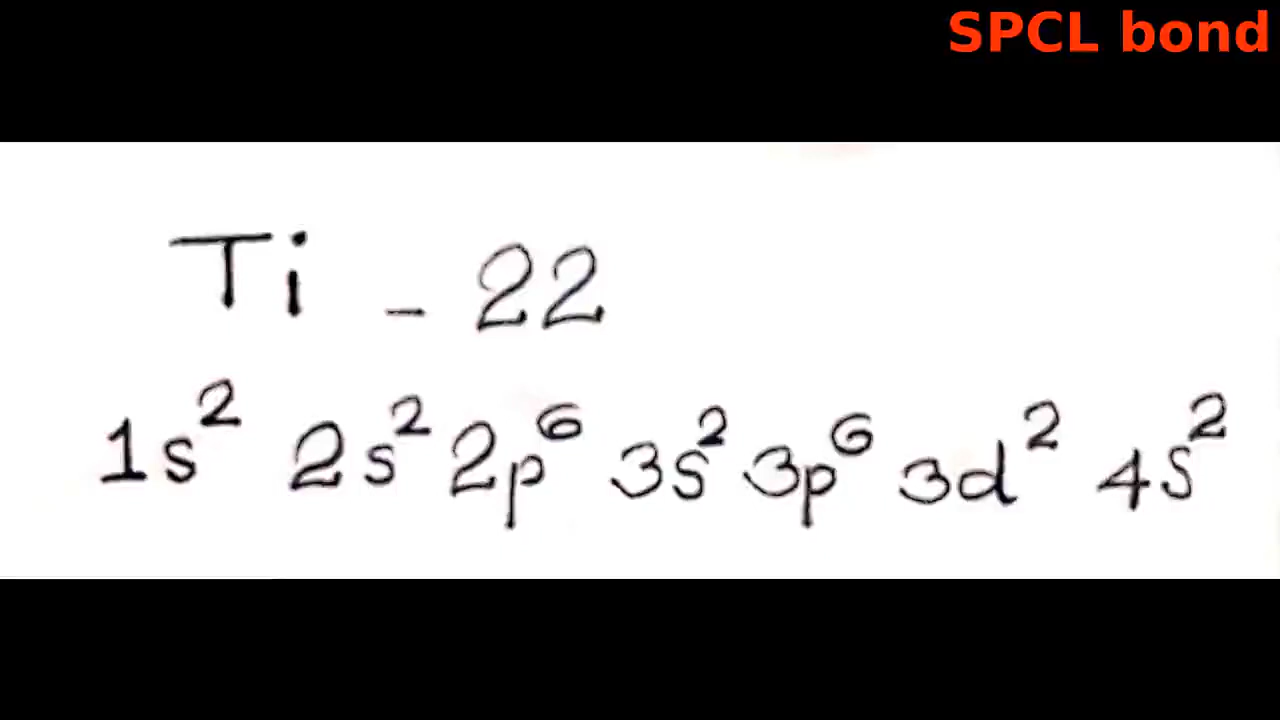 SPCL bond
Ti - 22
1s² 2s² 2p⁶ 3s² 3p⁶ 3d² 4s²